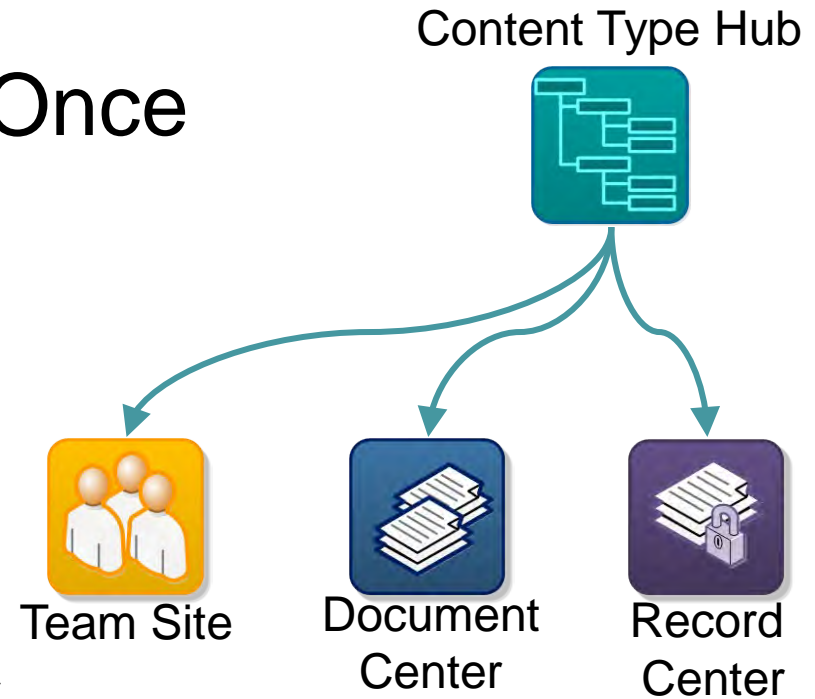 Content Type Hub
Once
Team Site
Document
Center
Record
Center